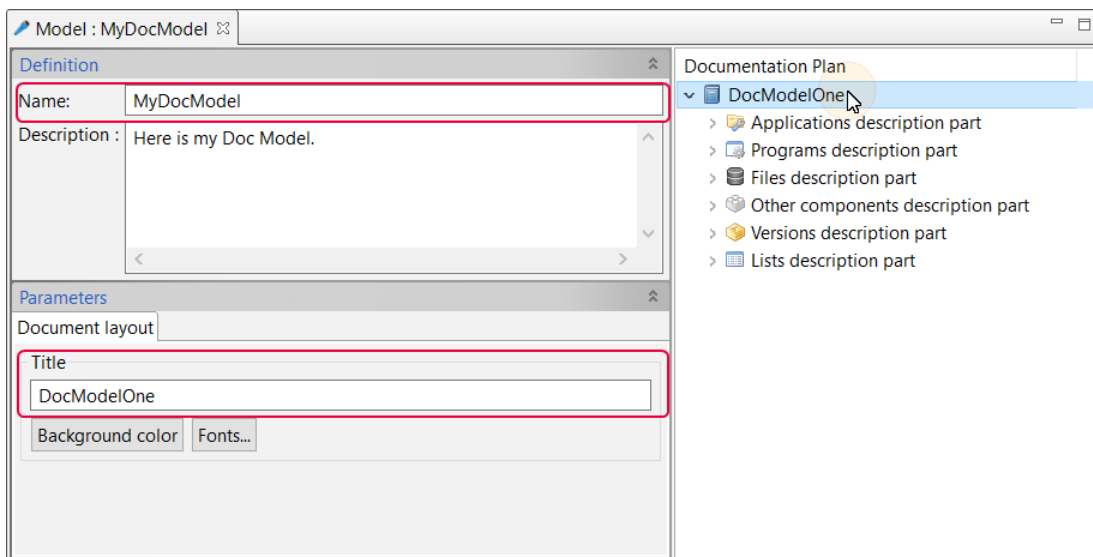 Model : MyDocModel
Definition
Name:
MyDocModel
Description :
Here is my Doc Model.
Parameters
Document layout
Title
DocModelOne
Background color
Fonts...
Documentation Plan
DocModelOne
Applications description part
Programs description part
Files description part
Other components description part
Versions description part
Lists description part